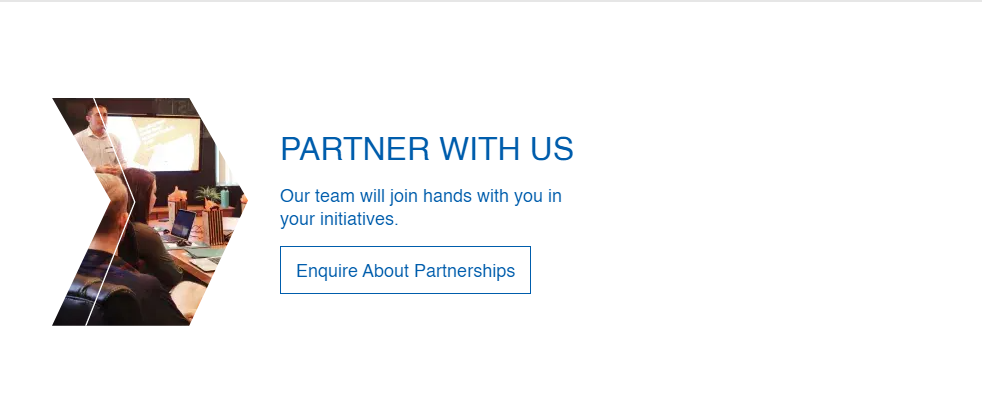 PARTNER WITH US
Our team will join hands with you in
your initiatives.
Enquire About Partnerships